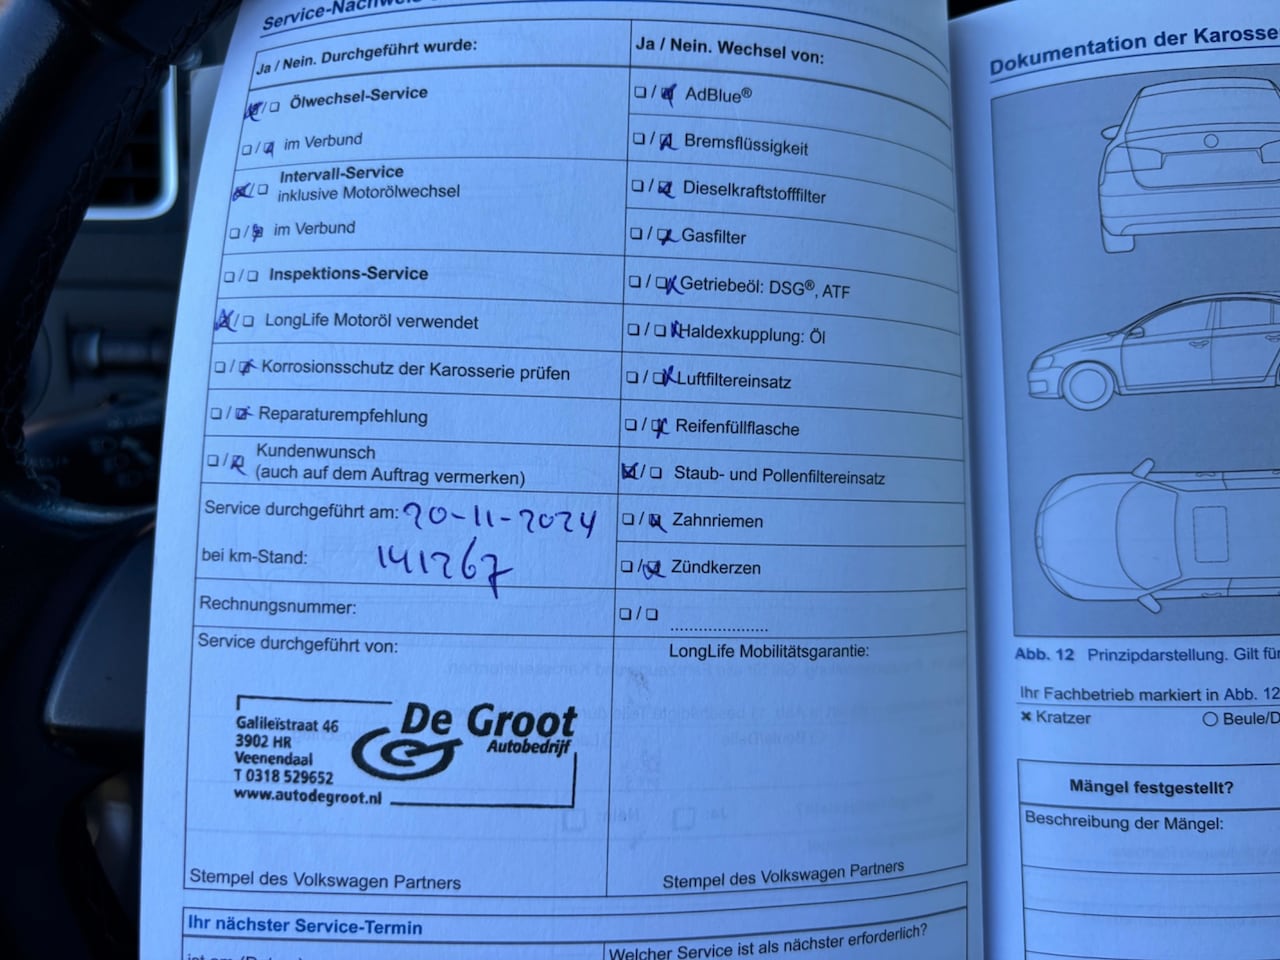 Service-Nachweis
Ja / Nein. Durchgeführt wurde:
Ölwechsel-Service
im Verbund
Intervall-Service
inklusive Motorölwechsel
im Verbund
Inspektions-Service
LongLife Motoröl verwendet
Korrosionsschutz der Karosserie prüfen
Reparaturempfehlung
Kundenwunsch
(auch auf dem Auftrag vermerken)
Service durchgeführt am: 20-11-2024
bei km-Stand: 141267
Rechnungsnummer:
Service durchgeführt von:
De Groot
Autobedrijf
Galileïstraat 46
3902 HR
Veenendaal
T 0318 529652
www.autodegroot.nl
Stempel des Volkswagen Partners
Ihr nächster Service-Termin
Ja / Nein. Wechsel von:
AdBlue®
Bremsflüssigkeit
Dieselkraftstofffilter
Gasfilter
Getriebeöl: DSG®, ATF
Haldexkupplung: Öl
Luftfiltereinsatz
Reifenfüllflasche
Staub- und Pollenfiltereinsatz
Zahnriemen
Zündkerzen
LongLife Mobilitätsgarantie:
Stempel des Volkswagen Partners
Welcher Service ist als nächster erforderlich?
Dokumentation der Karosse
Abb. 12 Prinzipdarstellung. Gilt für
Ihr Fachbetrieb markiert in Abb. 12
Kratzer
Beule/D
Mängel festgestellt?
Beschreibung der Mängel: